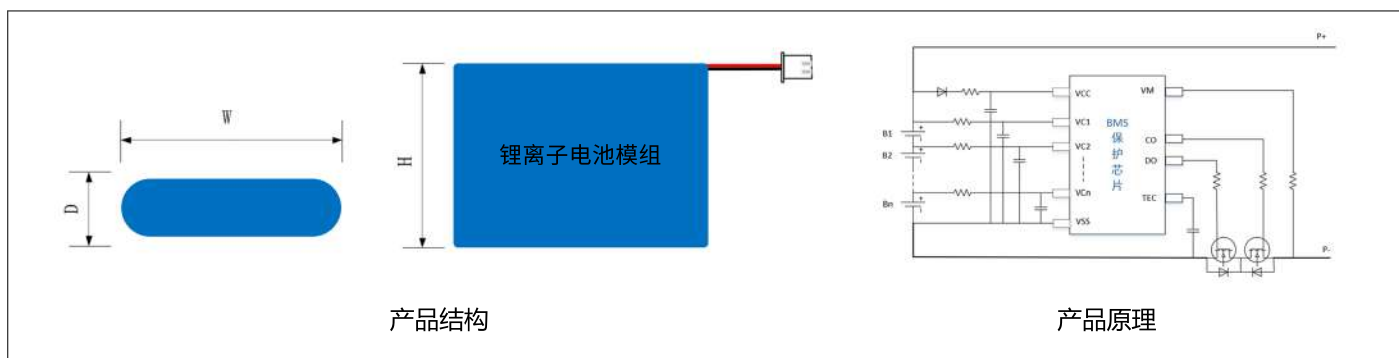 W
D
H
锂离子电池模组
产品结构
P+
VCC
VM
VC1
BMS
保
护
芯
片
B1
CO
B2
VC2
DO
Bn
VCn
TEC
VSS
P-
产品原理